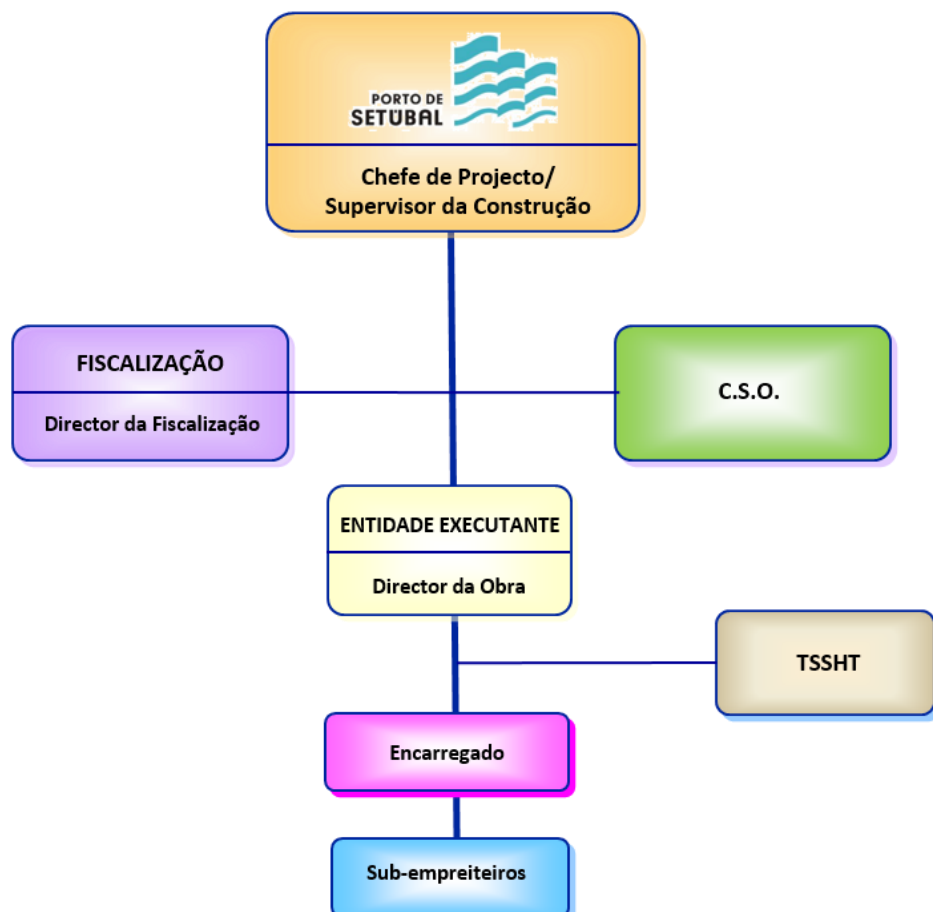 PORTO DE
SETÚBAL
Chefe de Projecto/
Supervisor da Construção
FISCALIZAÇÃO
Director da Fiscalização
C.S.O.
ENTIDADE EXECUTANTE
Director da Obra
TSSHT
Encarregado
Sub-empreiteiros